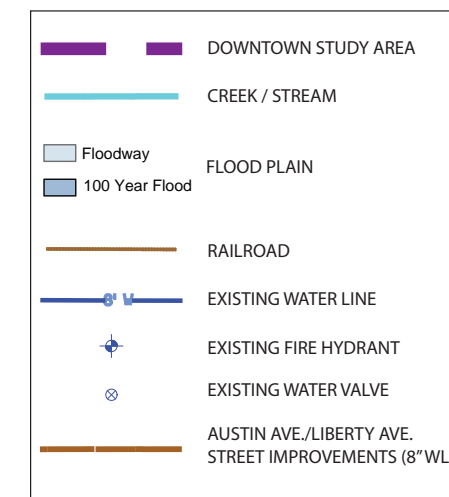 DOWNTOWN STUDY AREA
CREEK / STREAM
Floodway
100 Year Flood
FLOOD PLAIN
RAILROAD
8' W
EXISTING WATER LINE
EXISTING FIRE HYDRANT
EXISTING WATER VALVE
AUSTIN AVE./LIBERTY AVE.
STREET IMPROVEMENTS (8" WL